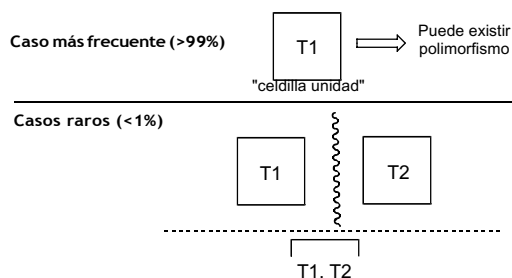 Caso más frecuente (>99%)
T1
Puede existir
polimorfismo
"celdilla unidad"
Casos raros (<1%)
T1
T2
T1, T2